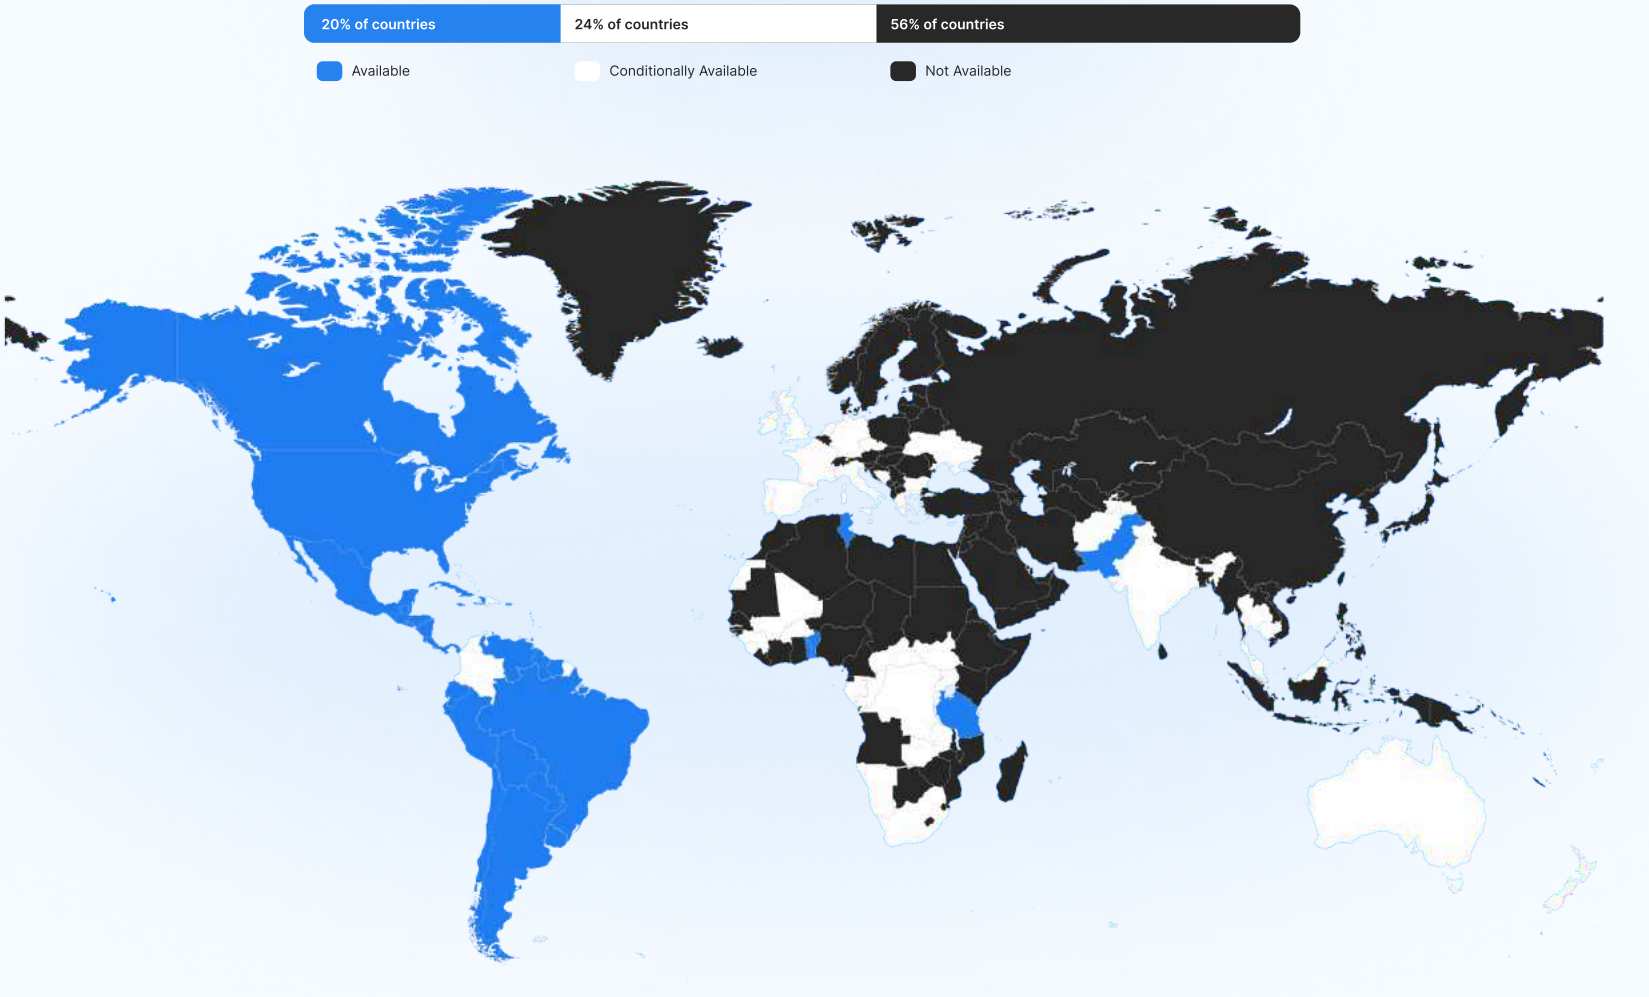 20% of countries
24% of countries
56% of countries
Available
Conditionally Available
Not Available